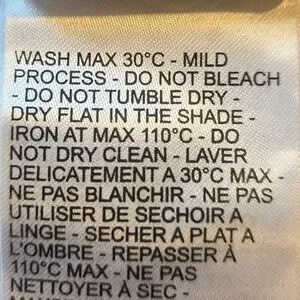 WASH MAX 30°C - MILD
PROCESS - DO NOT BLEACH
- DO NOT TUMBLE DRY -
DRY FLAT IN THE SHADE -
IRON AT MAX 110°C - DO
NOT DRY CLEAN - LAVER
DELICATEMENT A 30°C MAX -
NE PAS BLANCHIR - NE PAS
UTILISER DE SECHOIR A
LINGE - SECHER A PLAT A
L'OMBRE - REPASSER À
110°C MAX - NE PAS
NETTOYER À SEC -